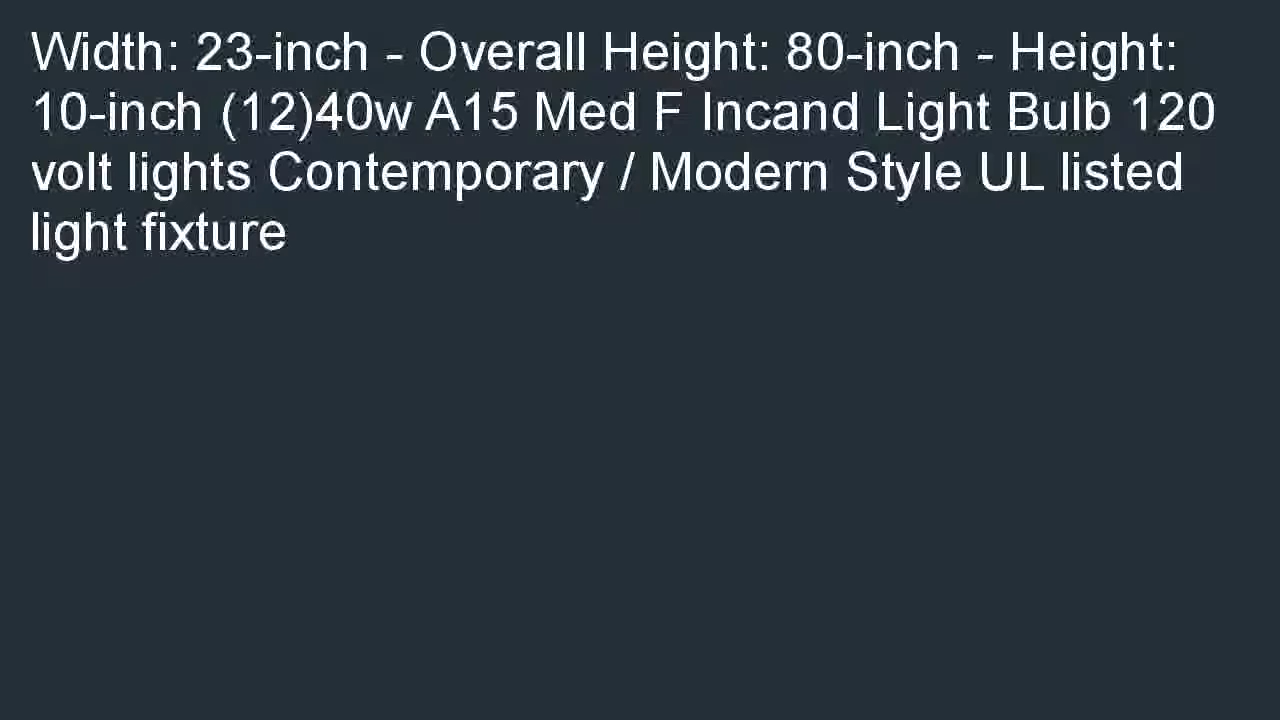 Width: 23-inch - Overall Height: 80-inch - Height:
10-inch (12)40w A15 Med F Incand Light Bulb 120
volt lights Contemporary / Modern Style UL listed
light fixture